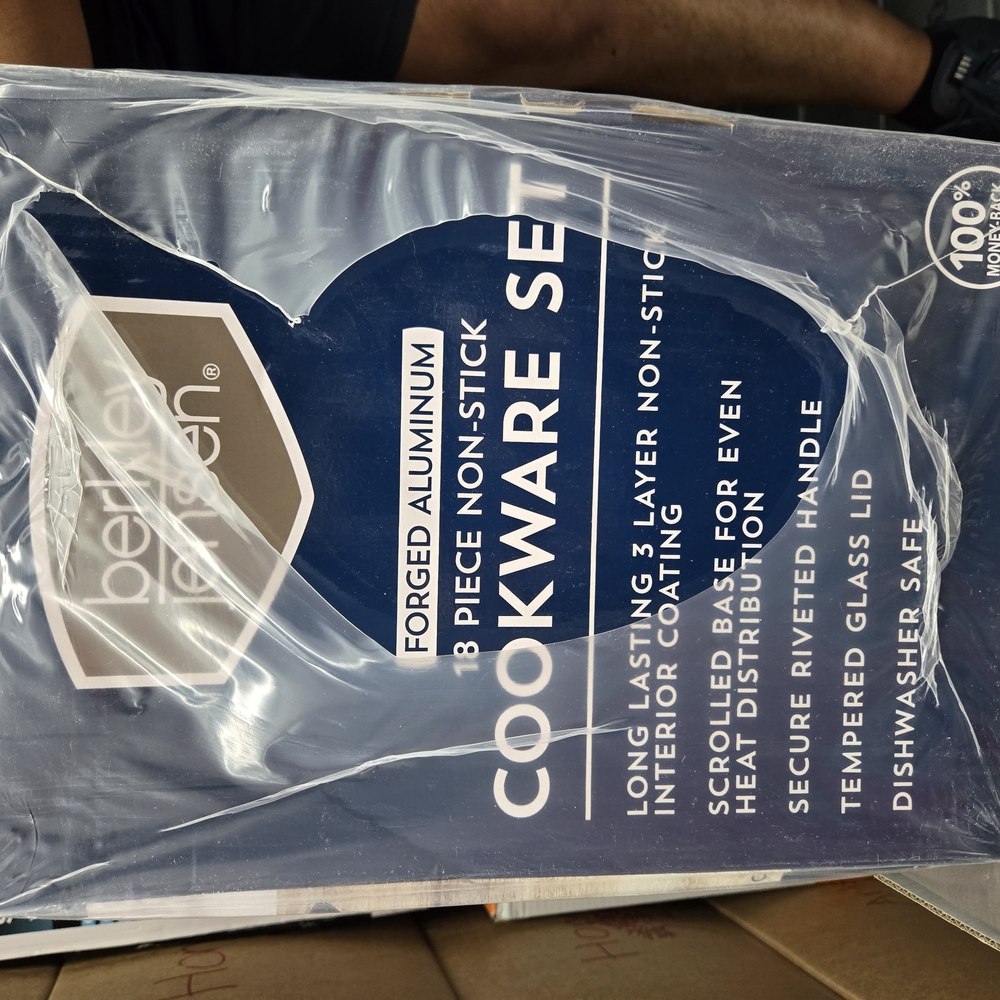 berkley
jensen®
FORGED ALUMINUM
18 PIECE NON-STICK
COOKWARE SET
LONG LASTING 3 LAYER NON-STICK
INTERIOR COATING
SCROLLED BASE FOR EVEN
HEAT DISTRIBUTION
SECURE RIVETED HANDLE
TEMPERED GLASS LID
DISHWASHER SAFE
100%
MONEY-BACK